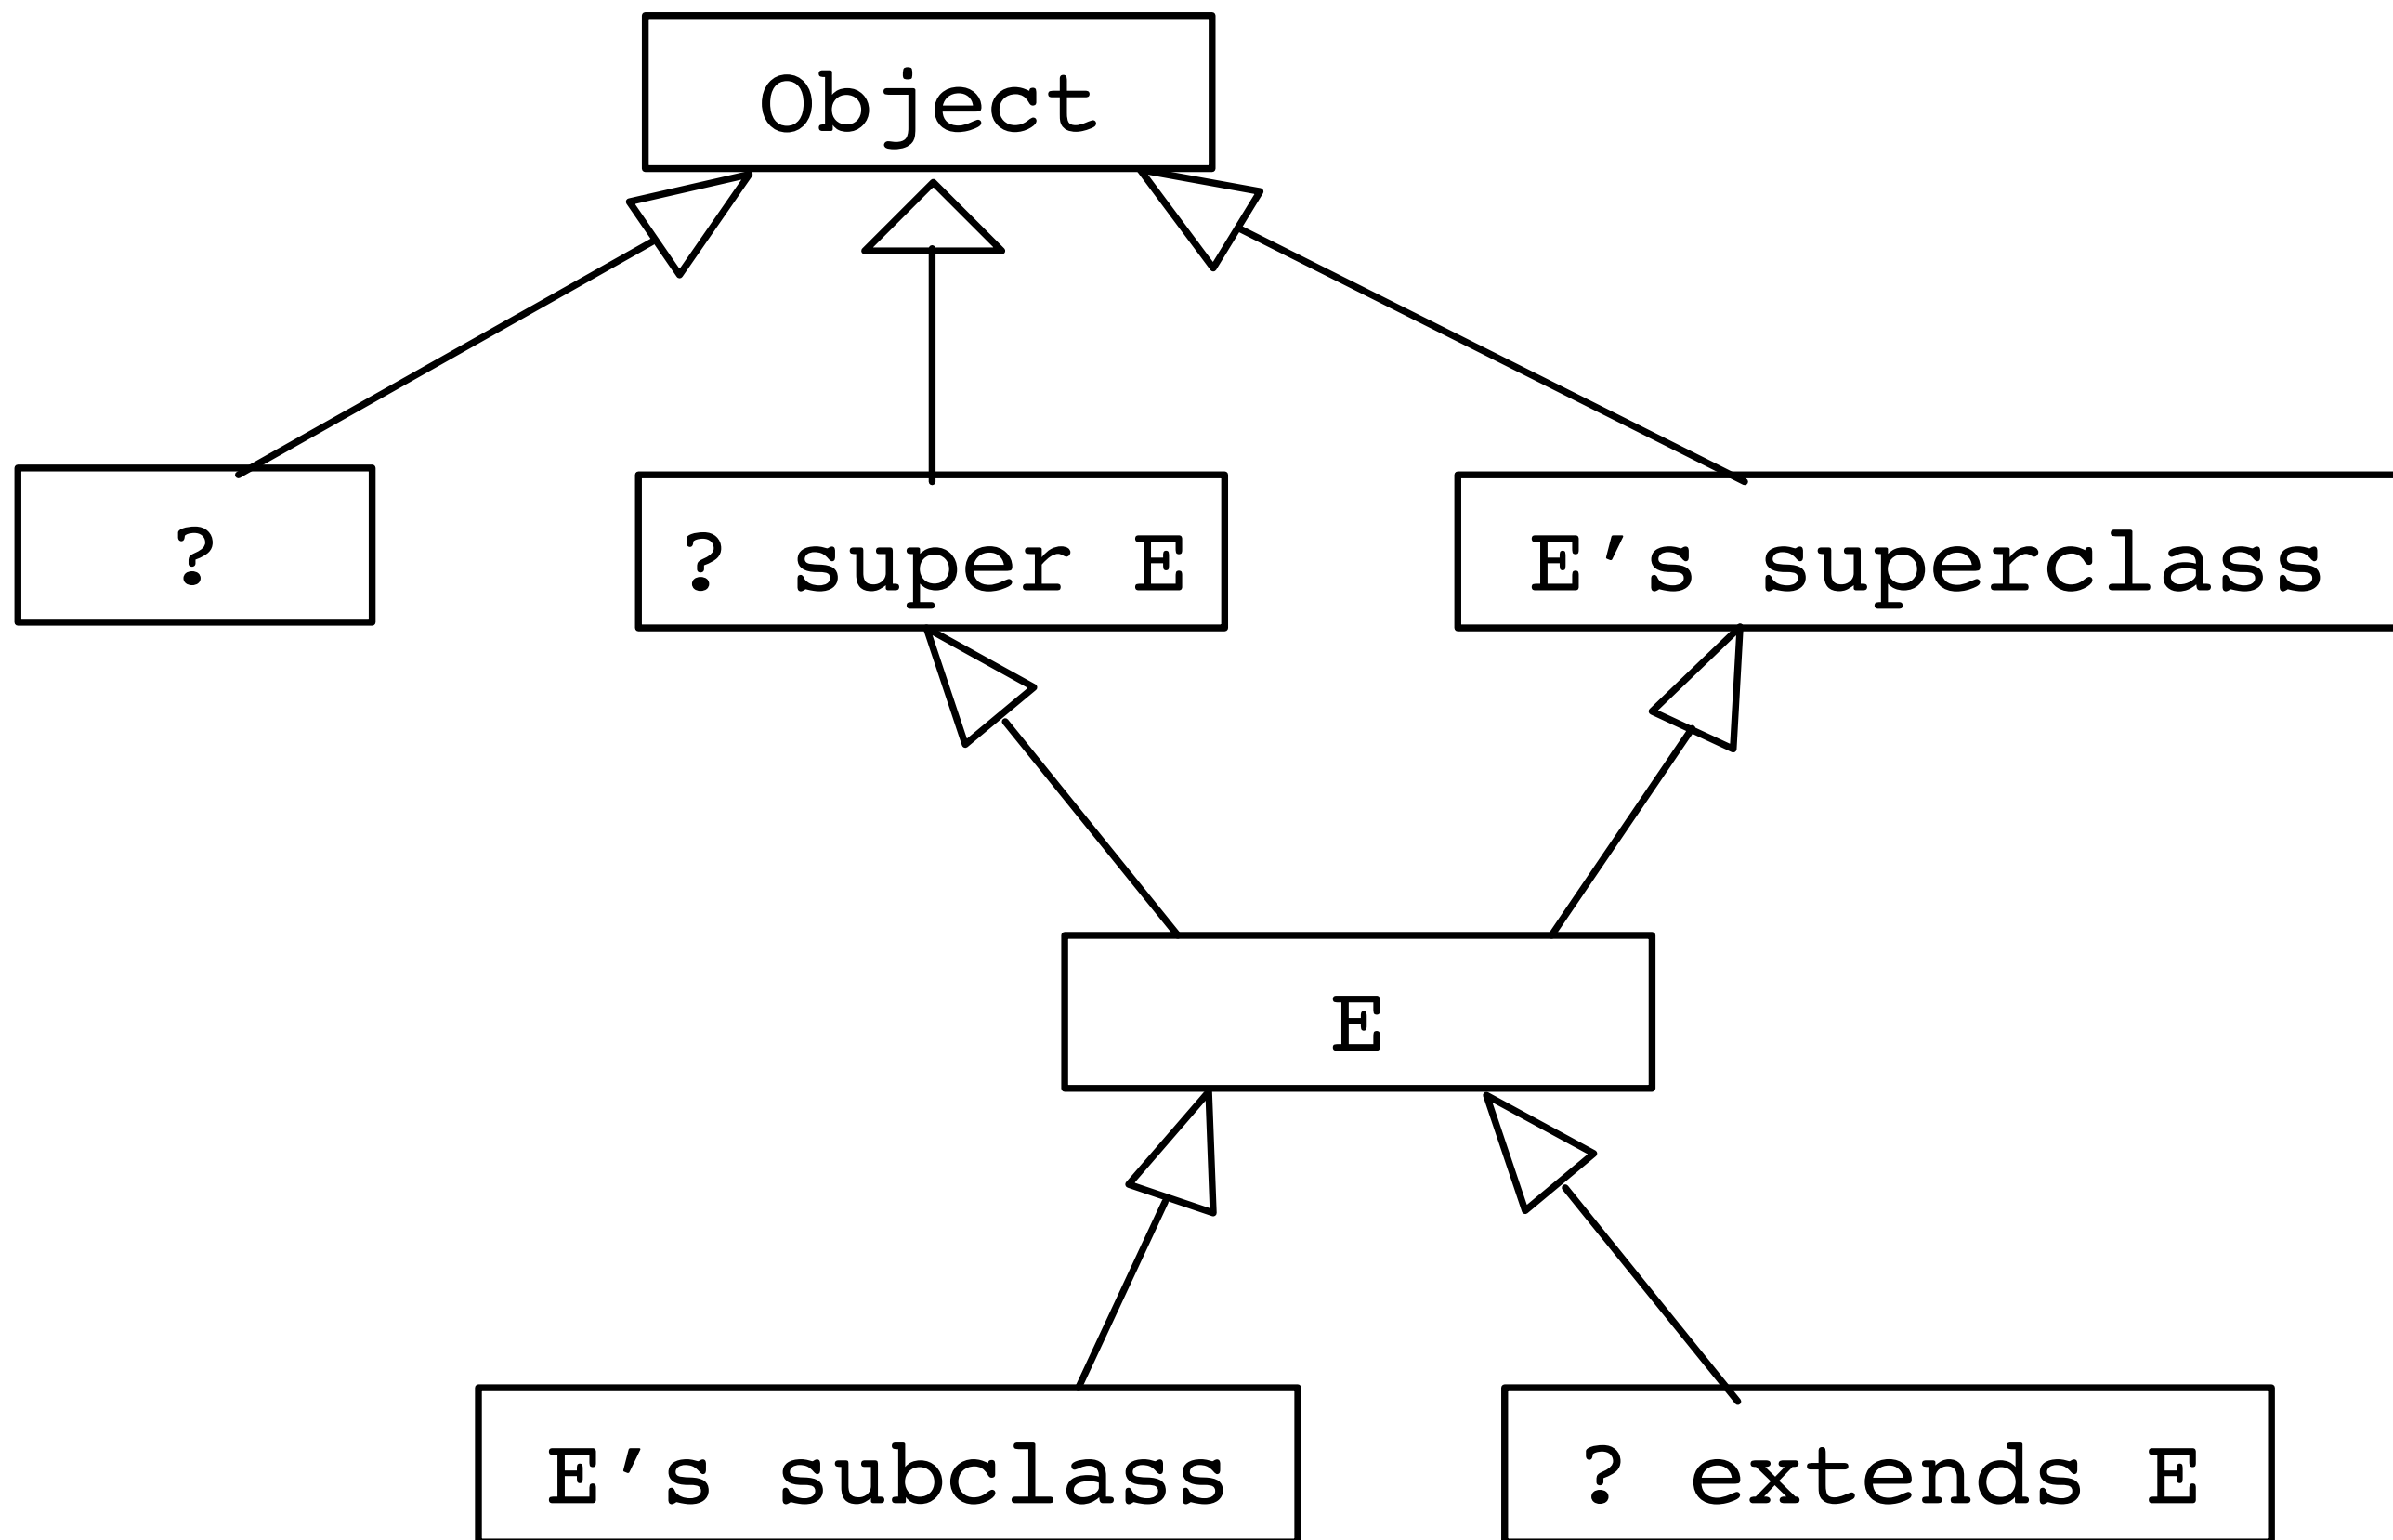 Object
?
? super E
E's superclass
E
E's subclass
? extends E